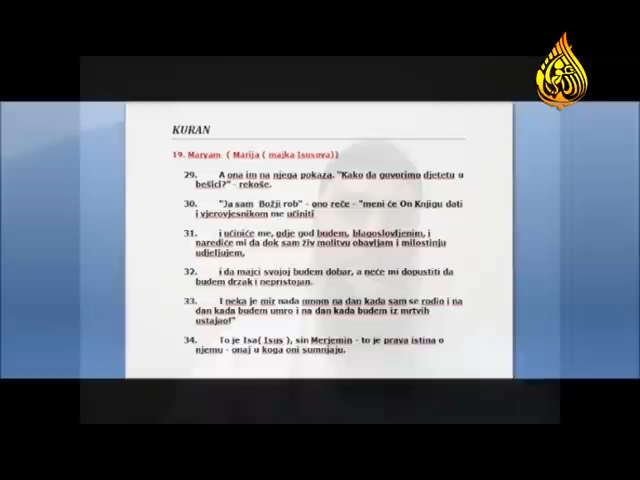 KURAN
19. Maryam ( Marija ( majka Isusova))
29. A ona im na njega pokaza. "Kako da govorimo djetetu u
bešici?" - rekoše.
30. "Ja sam Božji rob" - ono reče - "meni će On Knjigu dati
i vjerovjesnikom me učiniti
31. i učiniće me, gdje god budem, blagoslovljenim, i
narediće mi da dok sam živ molitvu obavljam i milostinju
udjeljujem,
32. i da majci svojoj budem dobar, a neće mi dopustiti da
budem drzak i nepristojan.
33. I neka je mir nada mnom na dan kada sam se rodio i na
dan kada budem umro i na dan kada budem iz mrtvih
ustajao!"
34. To je Isa( Isus ), sin Merjemin - to je prava istina o
njemu - onaj u koga oni sumnjaju.